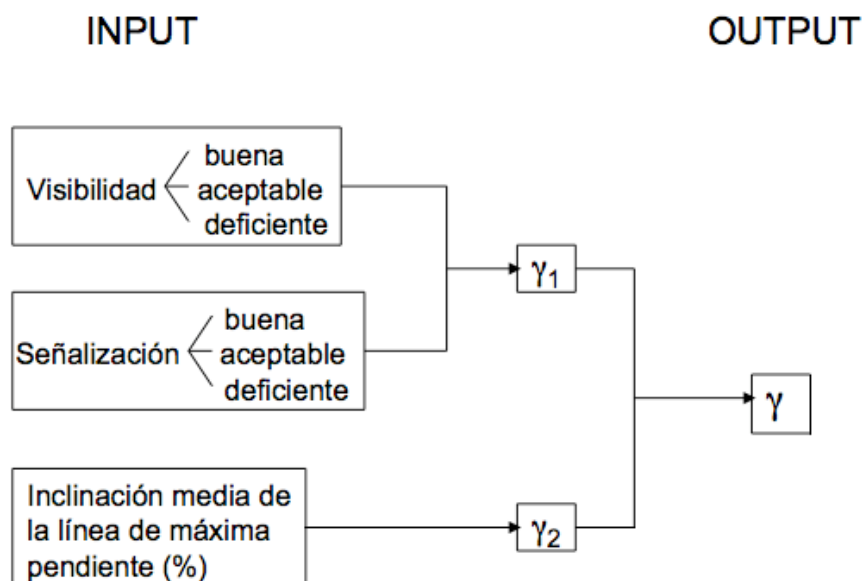 INPUT
OUTPUT
Visibilidad
buena
aceptable
deficiente
γ1
Señalización
buena
aceptable
deficiente
γ
Inclinación media de
la línea de máxima
pendiente (%)
γ2